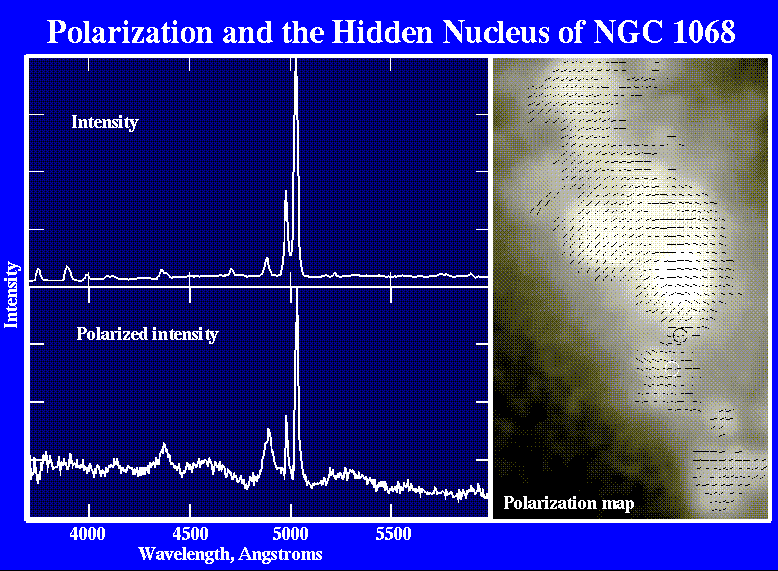 Polarization and the Hidden Nucleus of NGC 1068
Intensity
Intensity
Polarized intensity
Polarization map
4000 4500 5000 5500
Wavelength, Angstroms